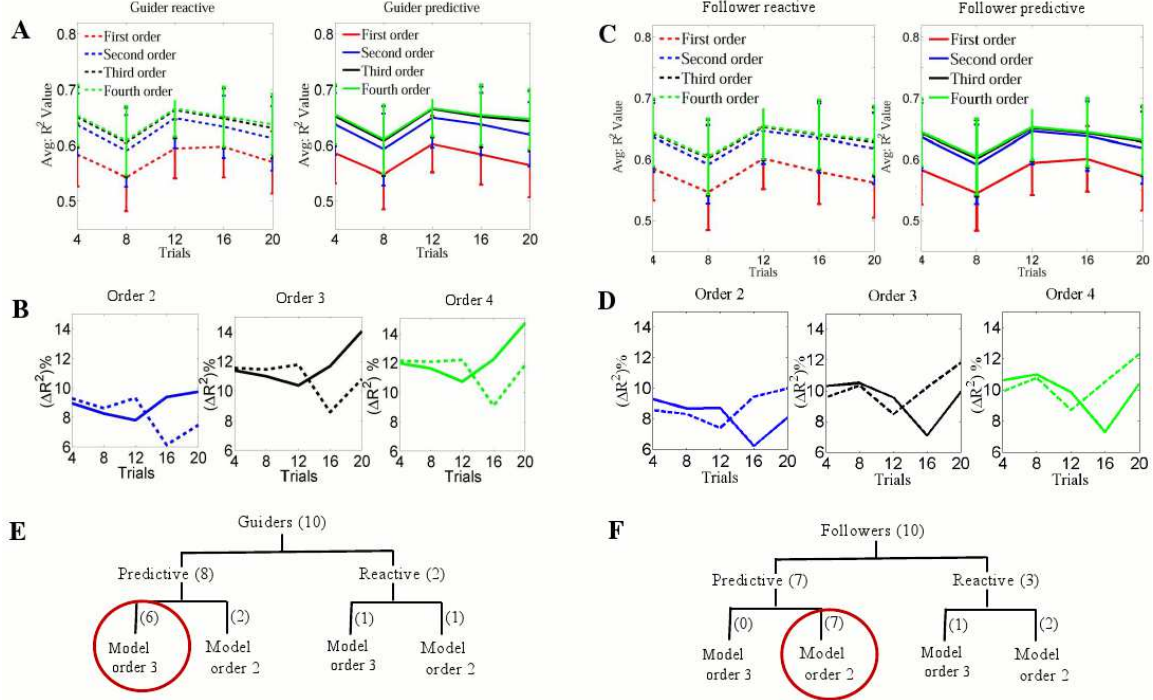 A
Guider reactive
Avg: R² Value
0.8
0.7
0.6
0.5
First order
Second order
Third order
Fourth order
4 8 12 16 20
Trials
Guider predictive
0.8
0.7
0.6
0.5
First order
Second order
Third order
Fourth order
4 8 12 16 20
Trials
C
Follower reactive
Avg: R² Value
0.8
0.7
0.6
0.5
First order
Second order
Third order
Fourth order
4 8 12 16 20
Trials
Follower predictive
0.8
0.7
0.6
0.5
First order
Second order
Third order
Fourth order
4 8 12 16 20
Trials
B
Order 2
(ΔR²)%
14
12
10
8
6
4 8 12 16 20
Trials
Order 3
(ΔR²)%
14
12
10
8
6
4 8 12 16 20
Trials
Order 4
(ΔR²)%
14
12
10
8
6
4 8 12 16 20
Trials
D
Order 2
(ΔR²)%
14
12
10
8
6
4 8 12 16 20
Trials
Order 3
(ΔR²)%
14
12
10
8
6
4 8 12 16 20
Trials
Order 4
(ΔR²) %
14
12
10
8
6
4 8 12 16 20
Trials
E
Guiders (10)
Predictive (8) Reactive (2)
(6) (2) (1) (1)
Model order 3
Model order 2
Model order 3
Model order 2
F
Followers (10)
Predictive (7) Reactive (3)
(0) (7) (1) (2)
Model order 3
Model order 2
Model order 3
Model order 2